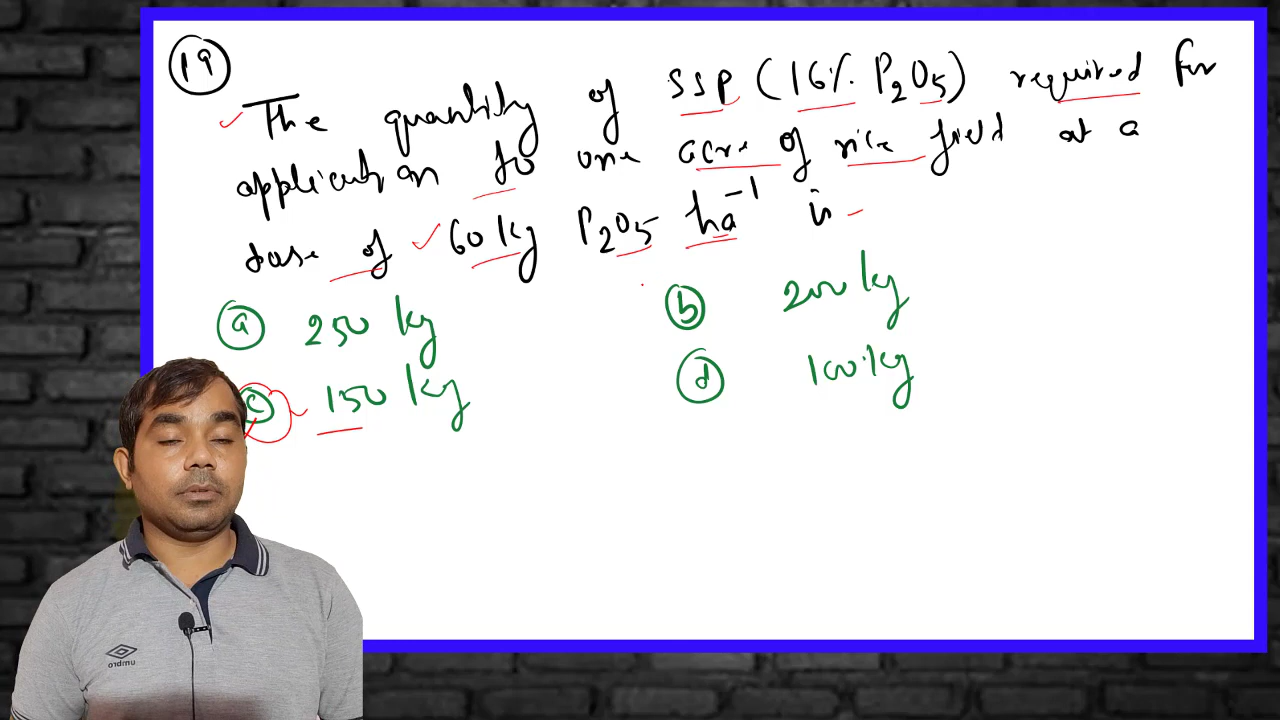 19
The quantity of SSP (16% P2O5) required for
application to one acre of rice field at a
dose of 60 kg P2O5 ha⁻¹ is
(a) 250 kg
(b) 200 kg
(c) 150 kg
(d) 100 kg
umbro